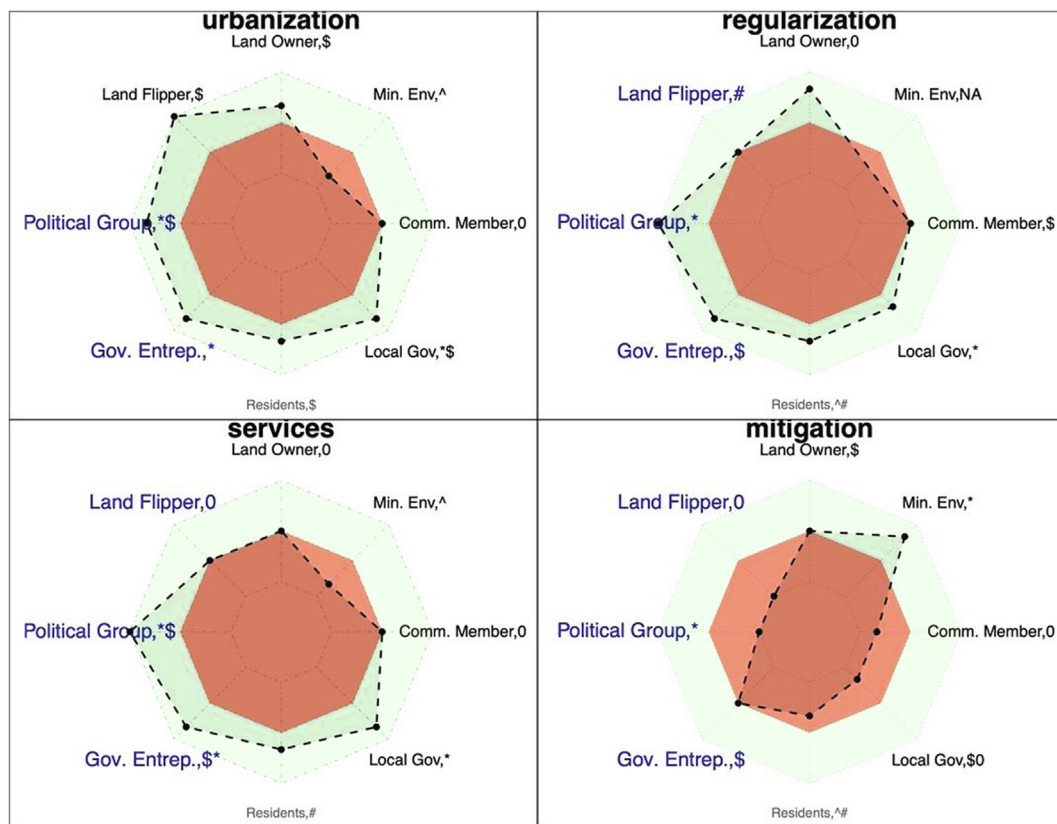 urbanization
Land Owner,$
Land Flipper,$
Min. Env,^
Political Group,*$
Comm. Member,0
Gov. Entrep.,*
Local Gov,*$
Residents,$
regularization
Land Owner,0
Land Flipper,#
Min. Env,NA
Political Group,*
Comm. Member,$
Gov. Entrep.,$
Local Gov,*
Residents,^#
services
Land Owner,0
Land Flipper,0
Min. Env,^
Political Group,*$
Comm. Member,0
Gov. Entrep.,$*
Local Gov,*
Residents,#
mitigation
Land Owner,$
Land Flipper,0
Min. Env,*
Political Group,*
Comm. Member,0
Gov. Entrep.,$
Local Gov,$0
Residents,^#